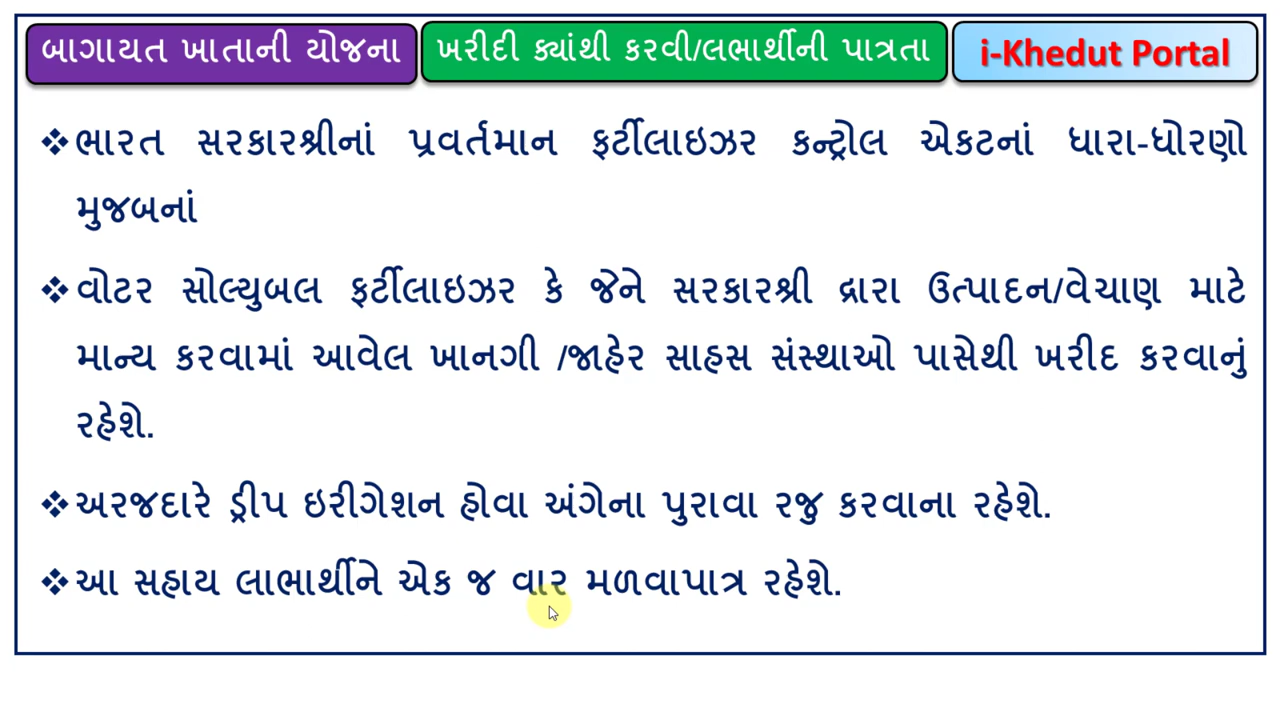 બાગાયત ખાતાની યોજના
ખરીદી ક્યાંથી કરવી/લભાર્થીની પાત્રતા
i-Khedut Portal
❖ભારત સરકારશ્રીનાં પ્રવર્તમાન ફર્ટીલાઇઝર કન્ટ્રોલ એકટનાં ધારા-ધોરણો
મુજબનાં
❖વોટર સોલ્યુબલ ફર્ટીલાઇઝર કે જેને સરકારશ્રી દ્રારા ઉત્પાદન/વેચાણ માટે
માન્ય કરવામાં આવેલ ખાનગી /જાહેર સાહસ સંસ્થાઓ પાસેથી ખરીદ કરવાનું
રહેશે.
❖અરજદારે ડ્રીપ ઇરીગેશન હોવા અંગેના પુરાવા રજુ કરવાના રહેશે.
❖આ સહાય લાભાર્થીને એક જ વાર મળવાપાત્ર રહેશે.